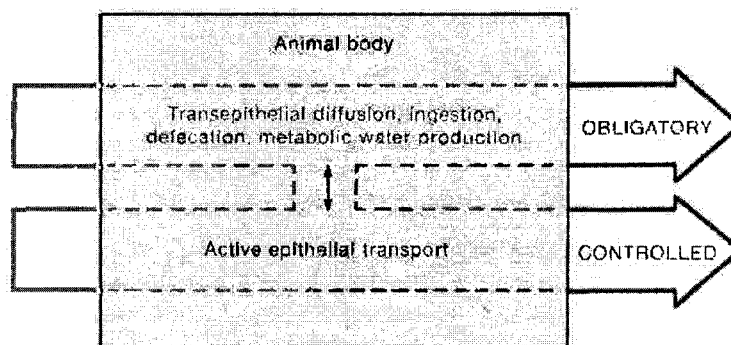 Animal body
Transepithelial diffusion, ingestion,
defecation, metabolic water production
OBLIGATORY
Active epithelial transport
CONTROLLED